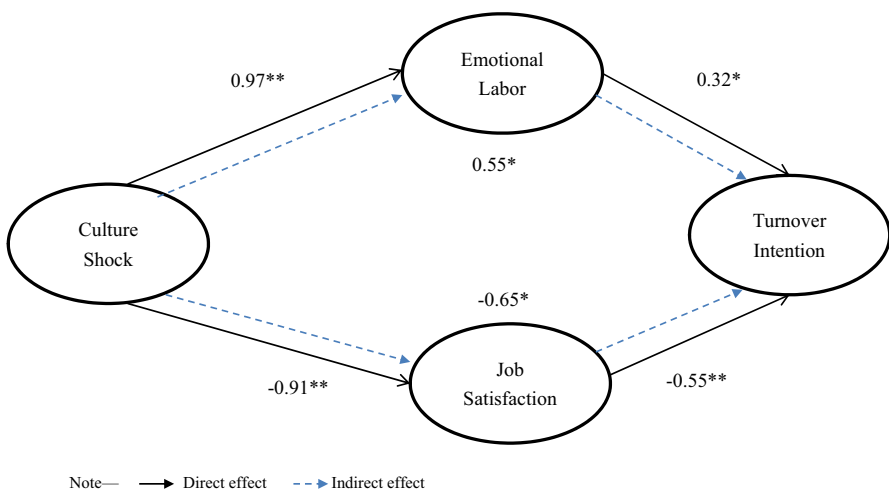 Emotional
Labor
0.97**
0.32*
0.55*
Culture
Shock
Turnover
Intention
-0.65*
Job
Satisfaction
-0.91**
-0.55**
Note— Direct effect Indirect effect